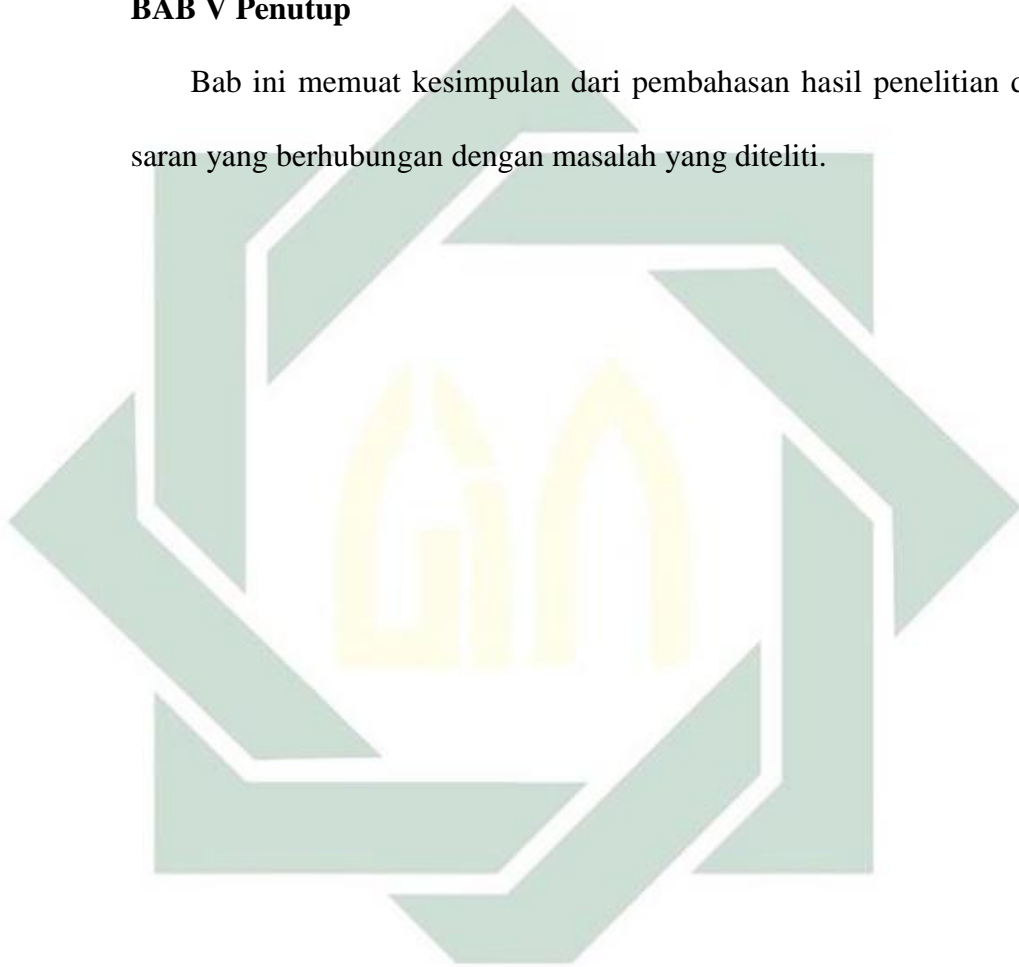 BAB V Penutup
Bab ini memuat kesimpulan dari pembahasan hasil penelitian
saran yang berhubungan dengan masalah yang diteliti.